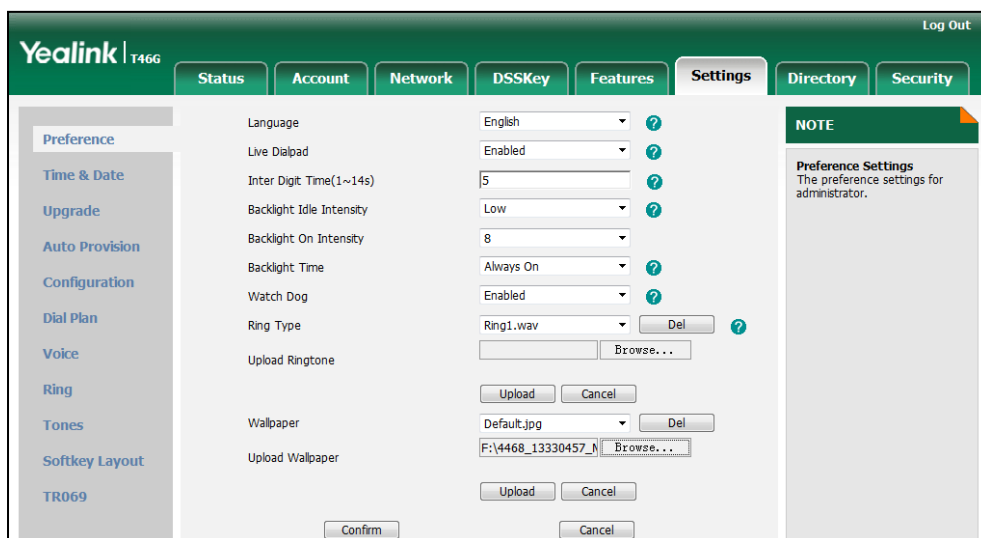 Log Out
Yealink | T46G
Status Account Network DSSKey Features Settings Directory Security
Preference
Time & Date
Upgrade
Auto Provision
Configuration
Dial Plan
Voice
Ring
Tones
Softkey Layout
TR069
Language English ?
Live Dialpad Enabled ?
Inter Digit Time(1~14s) 5 ?
Backlight Idle Intensity Low ?
Backlight On Intensity 8
Backlight Time Always On ?
Watch Dog Enabled ?
Ring Type Ring1.wav Del ?
Upload Ringtone Browse...
Upload Cancel
Wallpaper Default.jpg Del
Upload Wallpaper F:\4468_13330457_N Browse...
Upload Cancel
Confirm Cancel
NOTE
Preference Settings
The preference settings for
administrator.